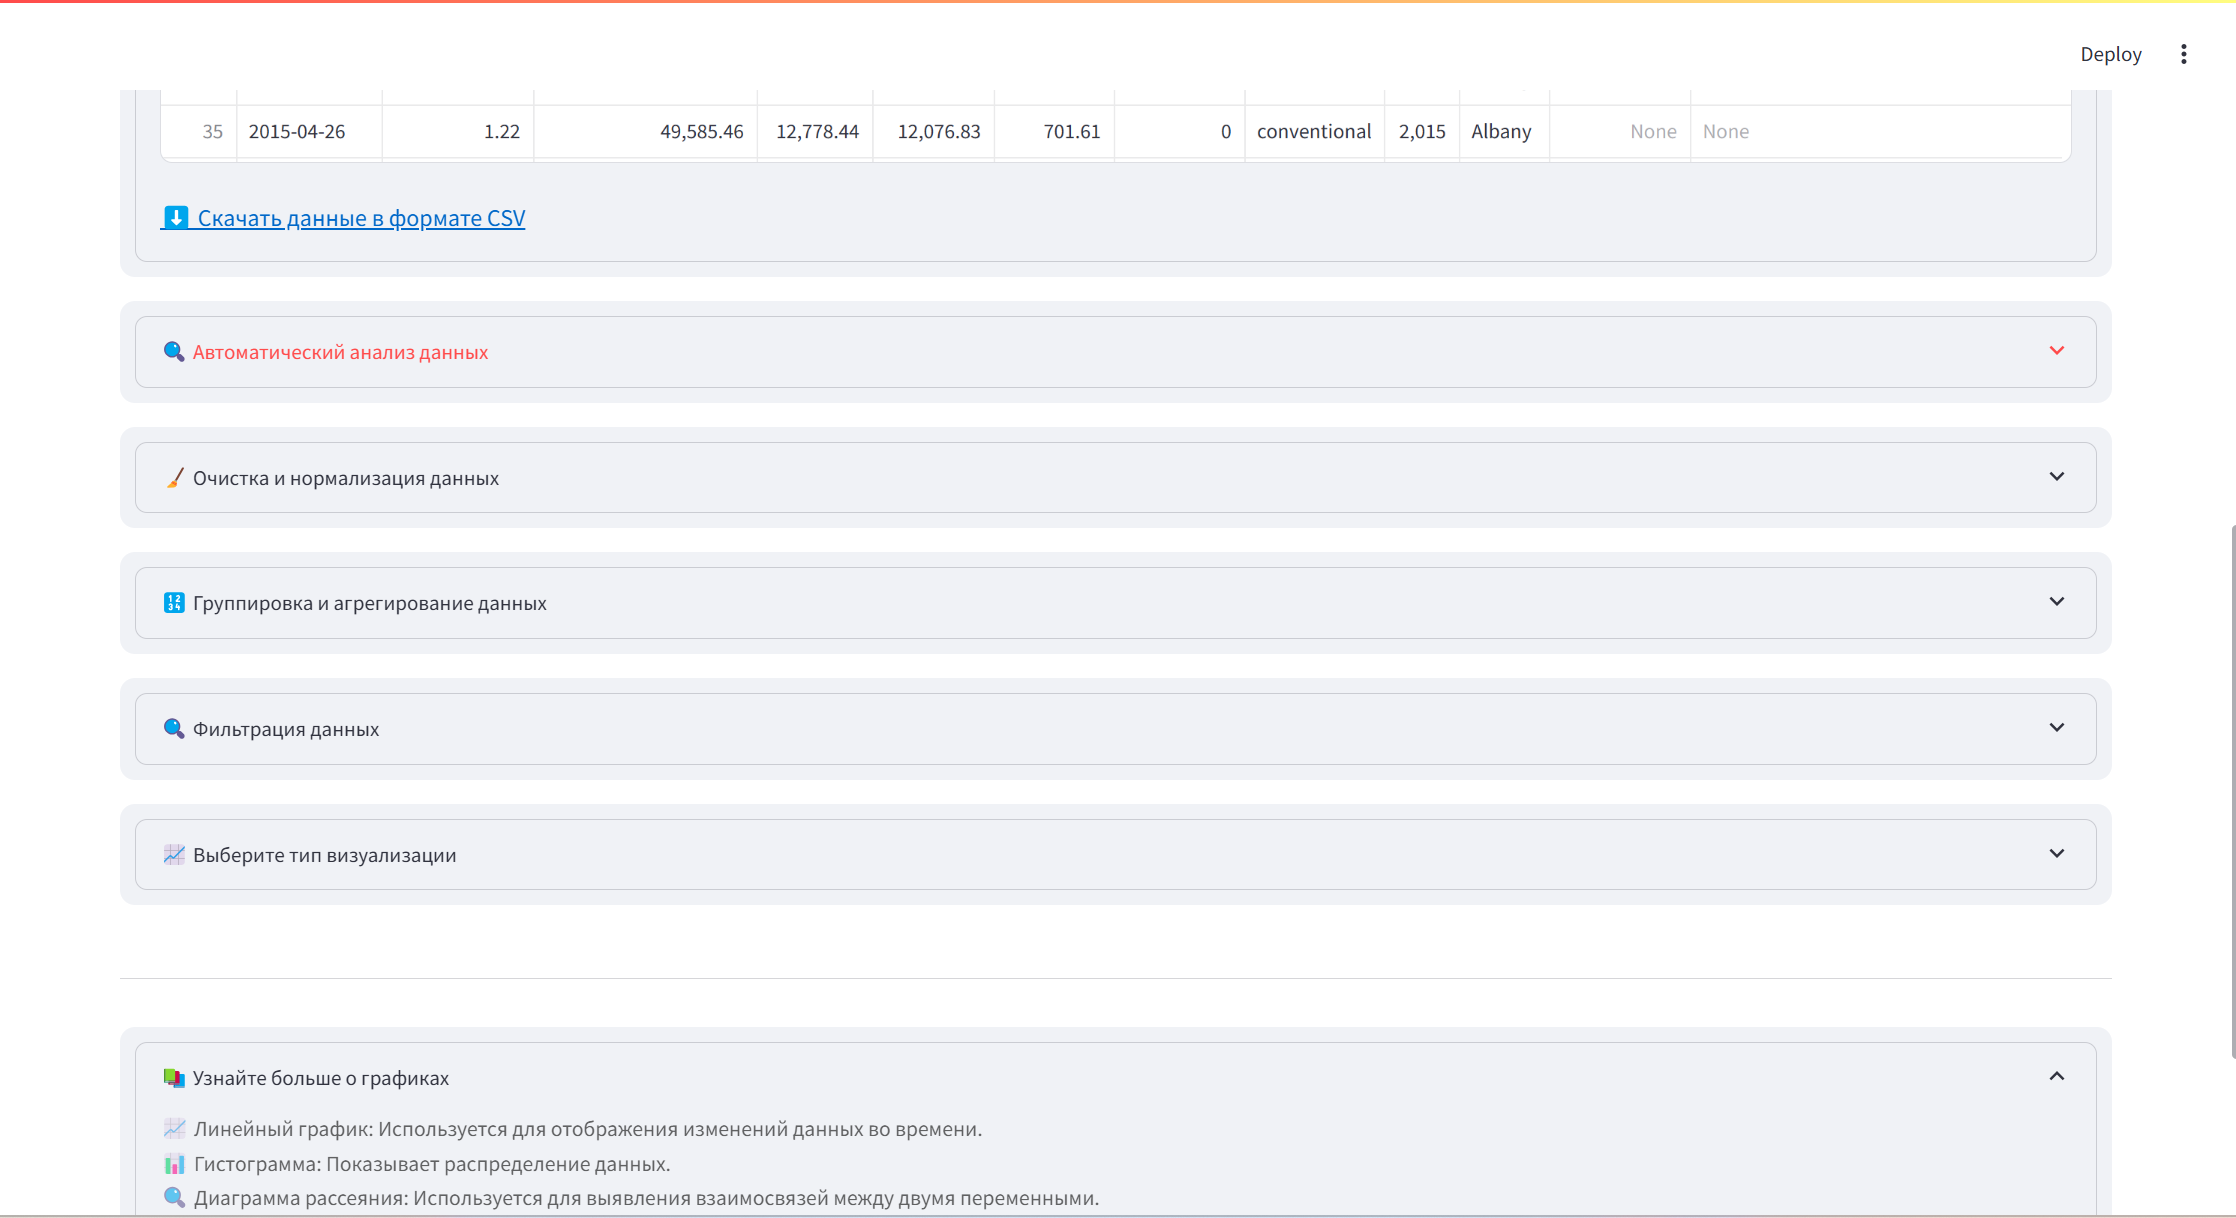 Deploy
35 2015-04-26 1.22 49,585.46 12,778.44 12,076.83 701.61 0 conventional 2,015 Albany None None
Скачать данные в формате CSV
Автоматический анализ данных
Очистка и нормализация данных
Группировка и агрегирование данных
Фильтрация данных
Выберите тип визуализации
Узнайте больше о графиках
Линейный график: Используется для отображения изменений данных во времени.
Гистограмма: Показывает распределение данных.
Диаграмма рассеяния: Используется для выявления взаимосвязей между двумя переменными.